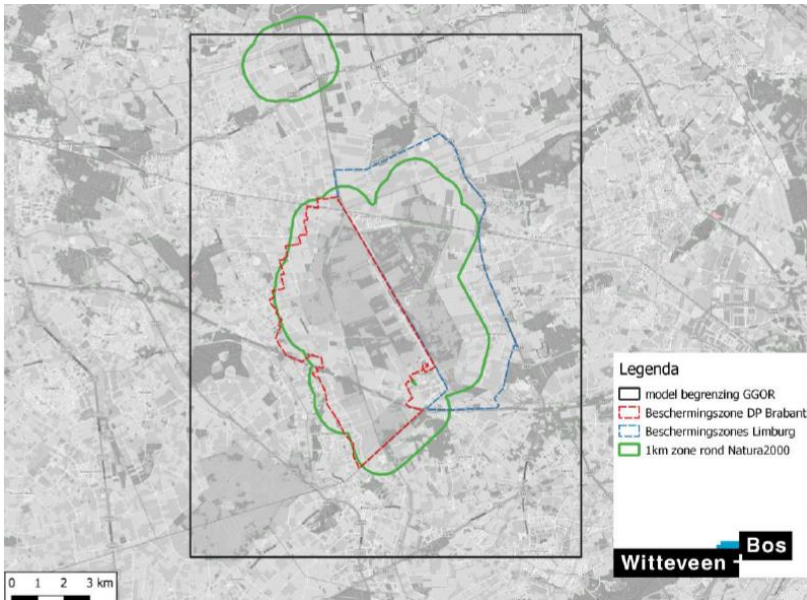 Legenda
model begrenzing GGOR
Beschermingszone DP Brabant
Beschermingszones Limburg
1km zone rond Natura2000
Witteveen + Bos
0 1 2 3 km